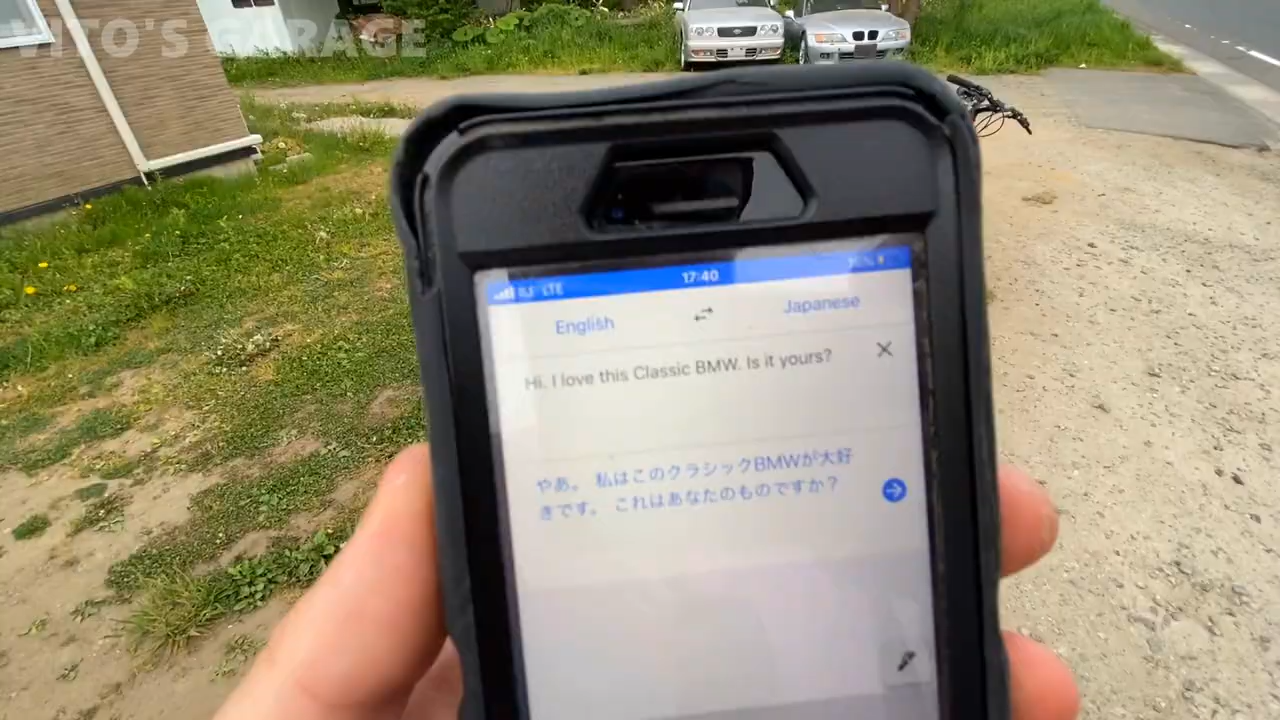 VITO'S GARAGE
LTE
17:40
English
Japanese
Hi. I love this Classic BMW. Is it yours?
やあ。 私はこのクラシックBMWが大好
きです。 これはあなたのものですか？